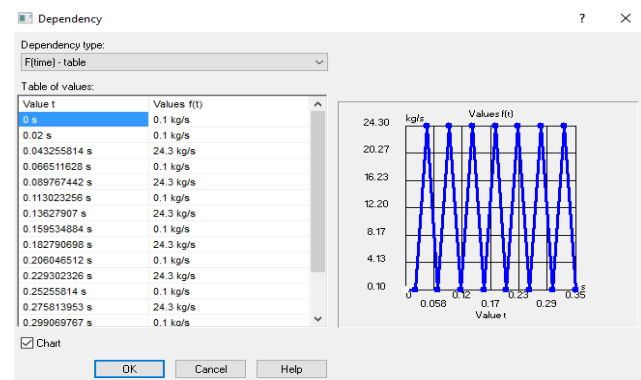 Dependency ? ×
Dependency type:
F(time) - table
Table of values:
Value t Values f(t)
0 s 0.1 kg/s
0.02 s 0.1 kg/s
0.043255814 s 24.3 kg/s
0.066511628 s 0.1 kg/s
0.089767442 s 24.3 kg/s
0.113023256 s 0.1 kg/s
0.13627907 s 24.3 kg/s
0.159534884 s 0.1 kg/s
0.182790698 s 24.3 kg/s
0.206046512 s 0.1 kg/s
0.229302326 s 24.3 kg/s
0.25255814 s 0.1 kg/s
0.275813953 s 24.3 kg/s
0.299069767 s 0.1 kg/s
kg/s Values f(t)
24.30
20.27
16.23
12.20
8.17
4.13
0.10
0 0.12 0.23 0.35 s
0.058 0.17 0.29
Value t
Chart
OK Cancel Help